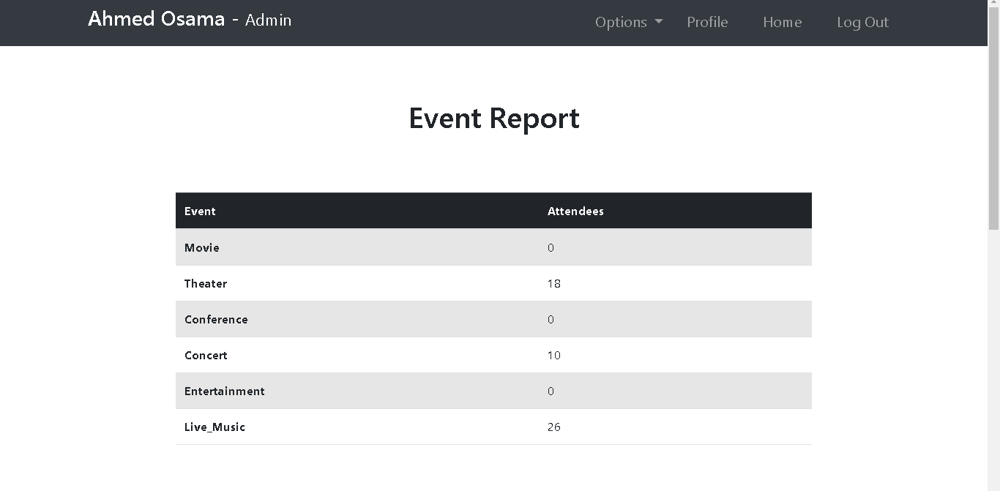 Ahmed Osama - Admin Options Profile Home Log Out
Event Report
Event Attendees
Movie 0
Theater 18
Conference 0
Concert 10
Entertainment 0
Live_Music 26